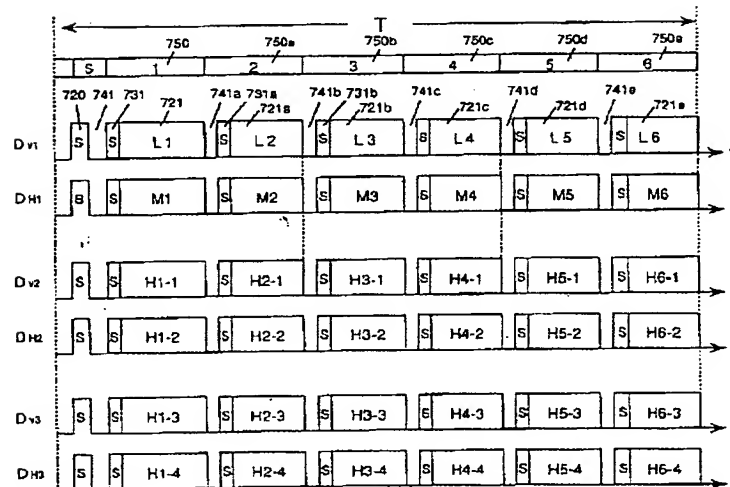 T
750 750a 750b 750c 750d 750e
S 1 2 3 4 5 6
720 741 731 721 741a 731a 721a 741b 731b 721b 741c 721c 741d 721d 741e 721e
DV1 S S L1 S L2 S L3 S L4 S L5 S L6
DH1 S S M1 S M2 S M3 S M4 S M5 S M6
DV2 S S H1-1 S H2-1 S H3-1 S H4-1 S H5-1 S H6-1
DH2 S S H1-2 S H2-2 S H3-2 S H4-2 S H5-2 S H6-2
DV3 S S H1-3 S H2-3 S H3-3 S H4-3 S H5-3 S H6-3
DH3 S S H1-4 S H2-4 S H3-4 S H4-4 S H5-4 S H6-4